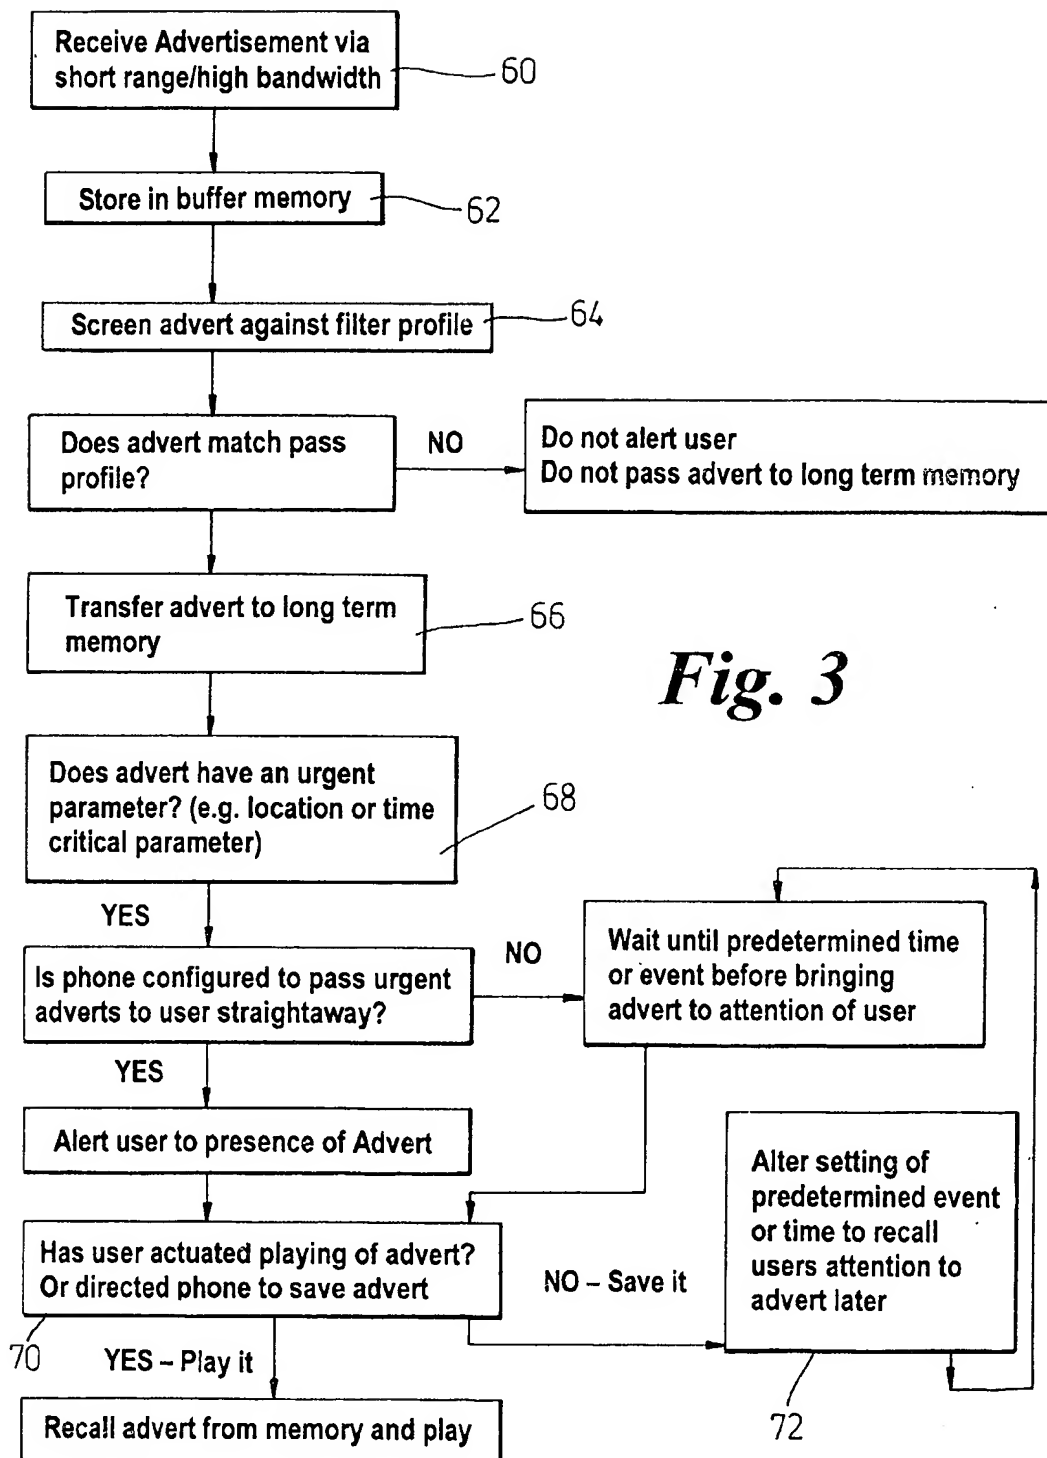 Receive Advertisement via
short range/high bandwidth
60
Store in buffer memory
62
Screen advert against filter profile
64
Does advert match pass
profile?
NO
Do not alert user
Do not pass advert to long term memory
Transfer advert to long term
memory
66
Fig. 3
Does advert have an urgent
parameter? (e.g. location or time
critical parameter)
68
YES
Is phone configured to pass urgent
adverts to user straightaway?
NO
Wait until predetermined time
or event before bringing
advert to attention of user
YES
Alert user to presence of Advert
Alter setting of
predetermined event
or time to recall
users attention to
advert later
72
Has user actuated playing of advert?
Or directed phone to save advert
70
NO – Save it
YES – Play it
Recall advert from memory and play